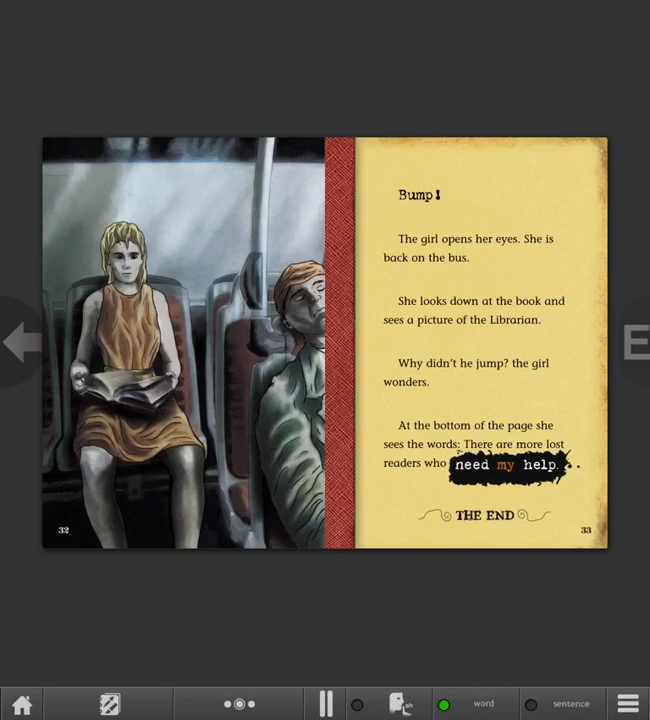 Bump!
The girl opens her eyes. She is
back on the bus.
She looks down at the book and
sees a picture of the Librarian.
Why didn't he jump? the girl
wonders.
At the bottom of the page she
sees the words: There are more lost
readers who need my help. . .
THE END
32
33
E
sh
word
sentence